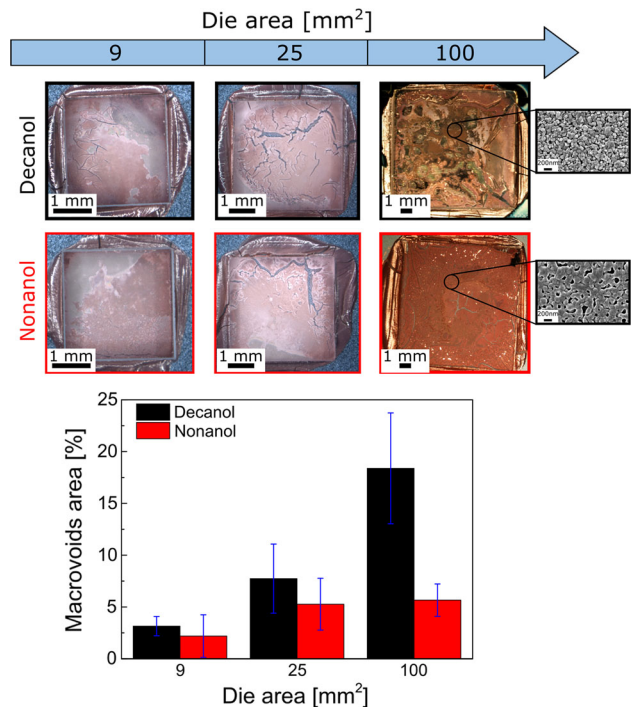 Die area [mm²]
9 25 100
Decanol
1 mm
1 mm
1 mm
200nm
Nonanol
1 mm
1 mm
1 mm
200nm
25
20
15
10
5
0
Macrovoids area [%]
Decanol
Nonanol
9 25 100
Die area [mm²]